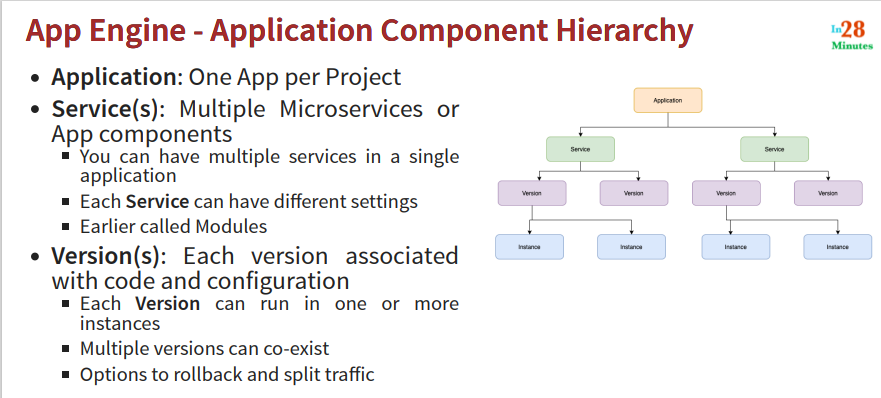 App Engine - Application Component Hierarchy
In28
Minutes
• Application: One App per Project
• Service(s): Multiple Microservices or
App components
▪ You can have multiple services in a single
application
▪ Each Service can have different settings
▪ Earlier called Modules
• Version(s): Each version associated
with code and configuration
▪ Each Version can run in one or more
instances
▪ Multiple versions can co-exist
▪ Options to rollback and split traffic
Application
Service Service
Version Version Version Version
Instance Instance Instance Instance